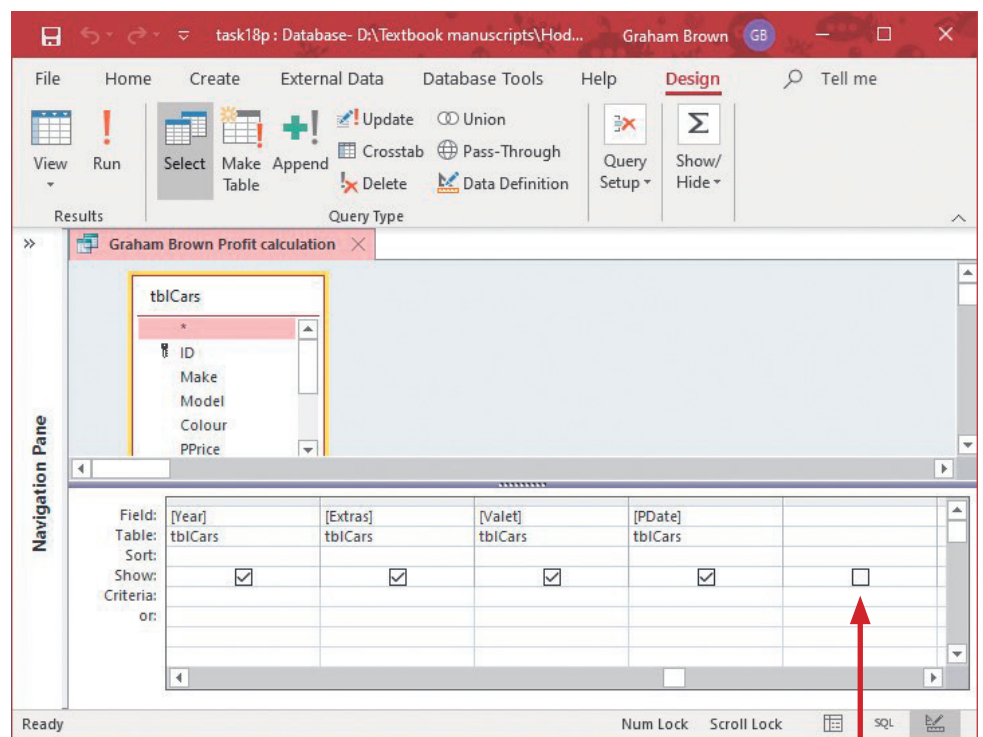 task18p : Database- D:\Textbook manuscripts\Hod... Graham Brown GB
File Home Create External Data Database Tools Help Design Tell me
View Run Select Make Table Append Update Crosstab Delete Union Pass-Through Data Definition Query Setup Show/ Hide
Results Query Type
Graham Brown Profit calculation
Navigation Pane
tblCars
*
ID
Make
Model
Colour
PPrice
Field: [Year] [Extras] [Valet] [PDate]
Table: tblCars tblCars tblCars tblCars
Sort:
Show:
Criteria:
or:
Ready Num Lock Scroll Lock SQL